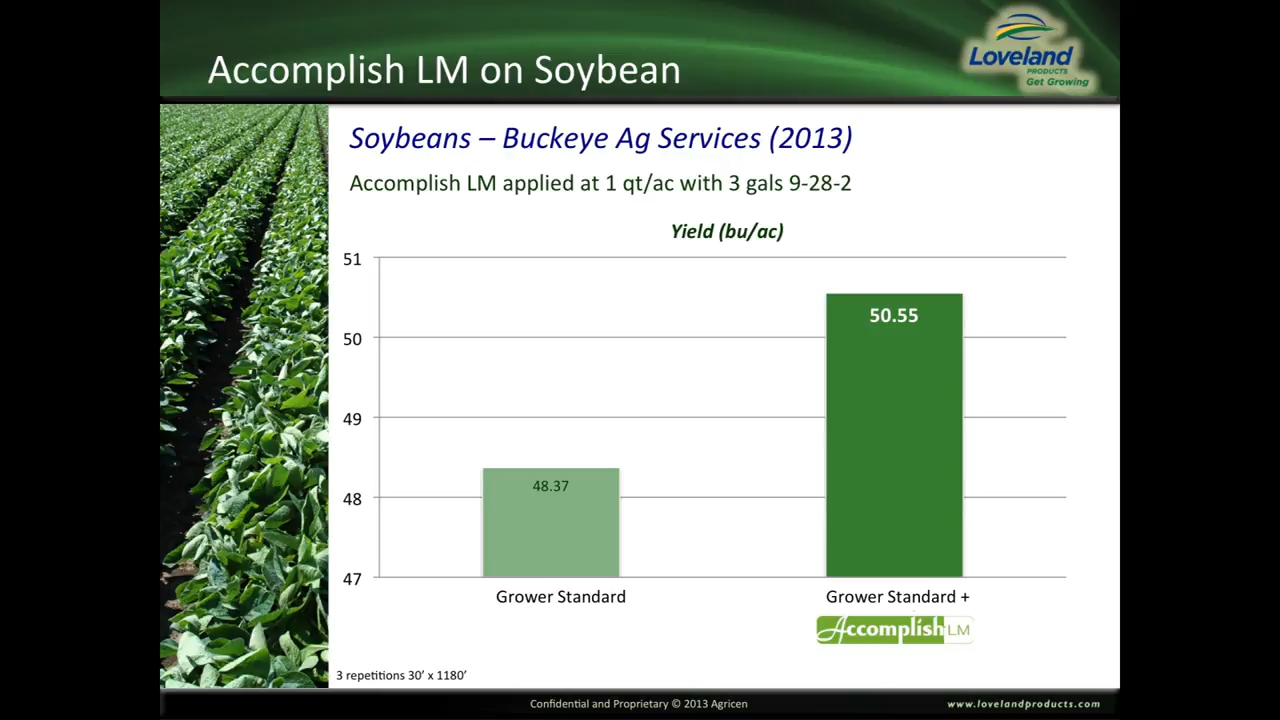 Accomplish LM on Soybean
Loveland
PRODUCTS
Get Growing
Soybeans – Buckeye Ag Services (2013)
Accomplish LM applied at 1 qt/ac with 3 gals 9-28-2
Yield (bu/ac)
51
50
49
48
47
48.37
50.55
Grower Standard
Grower Standard +
Accomplish LM
3 repetitions 30’ x 1180’
Confidential and Proprietary © 2013 Agricen
www.lovelandproducts.com